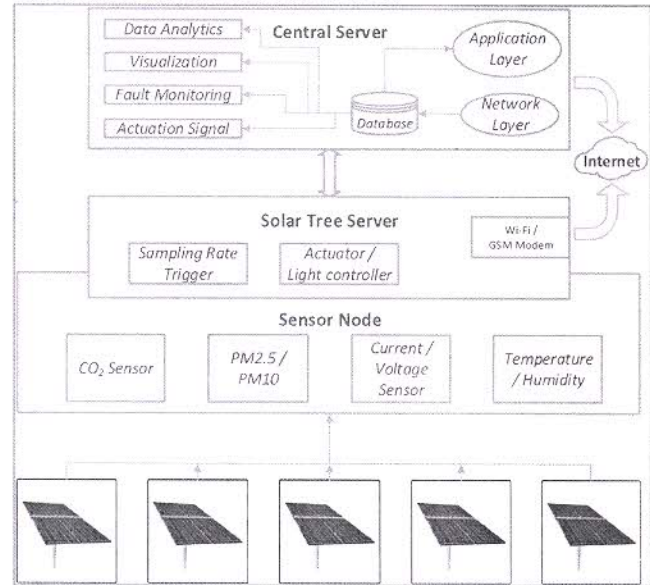 Data Analytics
Central Server
Visualization
Fault Monitoring
Actuation Signal
Application
Layer
Network
Layer
Database
Internet
Solar Tree Server
Sampling Rate
Trigger
Actuator /
Light controller
Wi-Fi /
GSM Modem
Sensor Node
CO₂ Sensor
PM2.5 /
PM10
Current /
Voltage
Sensor
Temperature
/ Humidity